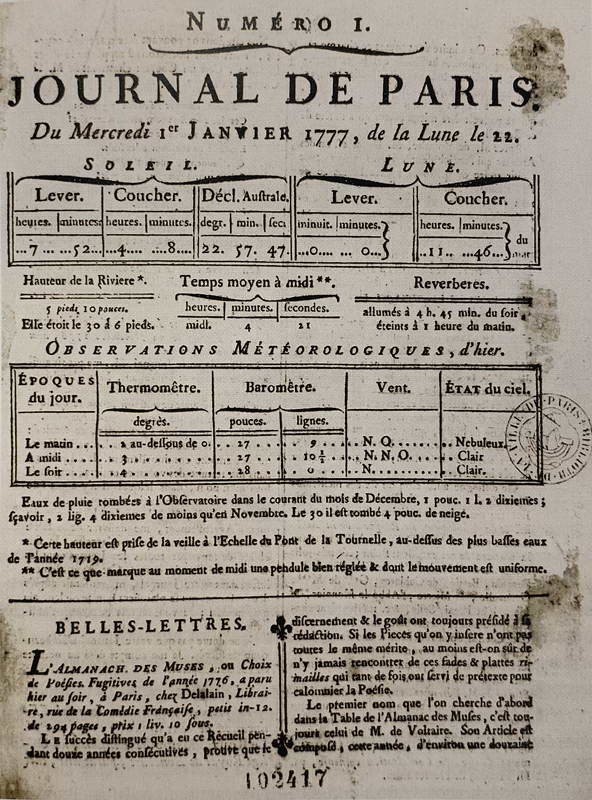 NUMÉRO I.
JOURNAL DE PARIS.
Du Mercredi 1er JANVIER 1777, de la Lune le 22.
SOLEIL. LUNE.
Lever. Coucher. Décl. Australe. Lever. Coucher.
heures. minutes heures. minutes. degr. min. sec. minuit. minutes. heures. minutes. du
...7 ...52... ...4.... ...8... 22. 57. 47. ...0.... ...0... ..11.. ..46... mat
Hauteur de la Riviere *. Temps moyen à midi **. Reverberes.
5 pieds, 10 pouces. heures. minutes. secondes. allumés à 4 h. 45 min. du soir,
Elle étoit le 30 à 6 pieds. midi. 4 21 éteints à 1 heure du matin.
OBSERVATIONS MÉTÉOROLOGIQUES, d'hier.
ÉPOQUES du jour. Thermomêtre. Baromêtre. Vent. ÉTAT du ciel.
degrès. pouces. lignes.
Le matin.... 2 au-dessous de 0. .. 27 ... 9 .... N. O. .... Nébuleux.
A midi .... 3 .... 27 ... 10 ½ .... N. N. O. .... Clair
Le soir.... 4 .... 28 ... 0 .... N. .... Clair.
Eaux de pluie tombées à l'Observatoire dans le courant du mois de Décembre, 1 pouc. 1 l. 2 dixiemes;
sçavoir, 2 lig. 4 dixiemes de moins qu'en Novembre. Le 30 il est tombé 4 pouc. de neige.
* Cette hauteur est prise de la veille à l'Echelle du Pont de la Tournelle, au-dessus des plus basses eaux
de l'année 1719.
** C'est ce que marque au moment de midi une pendule bien réglée & dont le mouvement est uniforme.
BELLES-LETTRES.
L'ALMANACH DES MUSES, ou Choix
de Poésies Fugitives de l'année 1776, a paru
hier au soir, à Paris, chez Delalain, Librai-
re, rue de la Comédie Françaîse, petit in-12.
de 294 pages, prix 1 liv. 10 sous.
LE succès distingué qu'a eu ce Recueil pen-
dant douze années consécutives, prouve que le
discernement & le goût ont toujours présidé à sa
rédaction. Si les Pieces qu'on y insere n'ont pas
toutes le même mérite, au moins est-on sûr de
n'y jamais rencontrer de ces fades & plattes ri-
mailles qui tant de fois ont servi de prétexte pour
calomnier la Poésie.
Le premier nom que l'on cherche d'abord
dans la Table de l'Almanac des Muses, c'est tou-
jours celui de M. de Voltaire. Son Article est
composé, cette année, d'environ une douzaine
102417